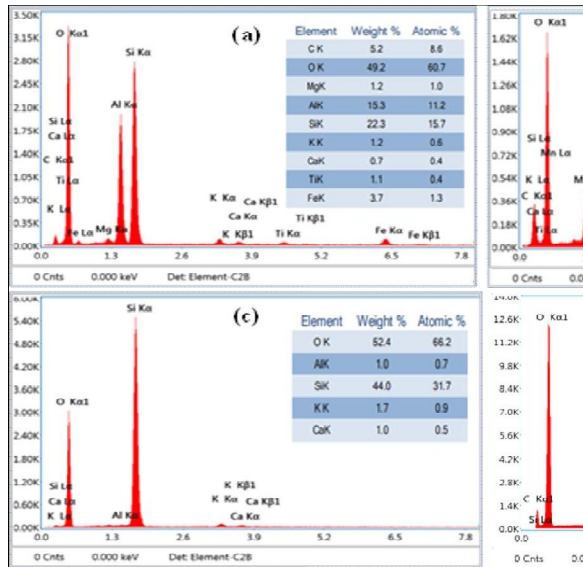 3.50K
3.15K
2.80K
2.45K
2.10K
1.75K
1.40K
1.05K
0.70K
0.35K
0.00K
O Kα1
(a)
Si Kα
Al Kα
Si Lα
Ca Lα
C Kα1
Ti Lα
K Lα
Fe Lα
Mg Kα
K Kα
Ca Kβ1
Ca Kα
K Kβ1
Ti Kβ1
Ti Kα
Fe Kα
Fe Kβ1
0.0 1.3 2.6 3.9 5.2 6.5 7.8
0 Cnts 0.000 keV Det: Element-C2B
Element Weight % Atomic %
C K 5.2 8.6
O K 49.2 60.7
MgK 1.2 1.0
AlK 15.3 11.2
SiK 22.3 15.7
K K 1.2 0.6
CaK 0.7 0.4
TiK 1.1 0.4
FeK 3.7 1.3
1.80K
1.62K
1.44K
1.26K
1.08K
0.90K
0.72K
0.54K
0.36K
0.18K
0.00K
O Kα1
Si Lα
Mn Lα
K Lα
M
C Kα1
Ca Lα
Ti Lα
0.0
0 Cnts 0.0
6.00K
5.40K
4.80K
4.20K
3.60K
3.00K
2.40K
1.80K
1.20K
0.60K
0.00K
Si Kα
(c)
O Kα1
Si Lα
Ca Lα
K Lα
Al Kα
K Kβ1
K Kα
Ca Kβ1
Ca Kα
0.0 1.3 2.6 3.9 5.2 6.5 7.8
0 Cnts 0.000 keV Det: Element-C2B
Element Weight % Atomic %
O K 52.4 66.2
AlK 1.0 0.7
SiK 44.0 31.7
K K 1.7 0.9
CaK 1.0 0.5
14.0K
12.6K
11.2K
9.8K
8.4K
7.0K
5.6K
4.2K
2.8K
1.4K
0.0K
O Kα1
C Kα1
Si Lα
0.0
0 Cnts 0.0